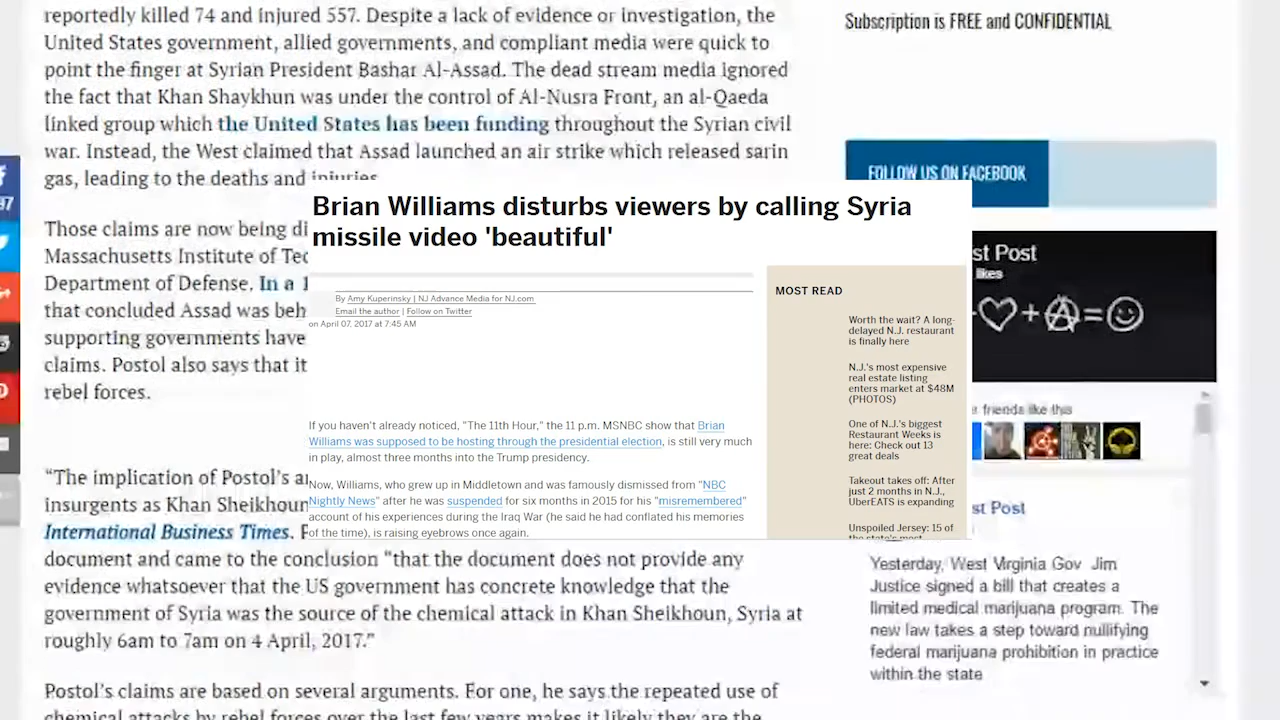 reportedly killed 74 and injured 557. Despite a lack of evidence or investigation, the
United States government, allied governments, and compliant media were quick to
point the finger at Syrian President Bashar Al-Assad. The dead stream media ignored
the fact that Khan Shaykhun was under the control of Al-Nusra Front, an al-Qaeda
linked group which the United States has been funding throughout the Syrian civil
war. Instead, the West claimed that Assad launched an air strike which released sarin
gas, leading to the deaths and injuries
Those claims are now being di
Massachusetts Institute of Tec
Department of Defense. In a 1
that concluded Assad was beh
supporting governments have
claims. Postol also says that it
rebel forces.
"The implication of Postol's a
insurgents as Khan Sheikhoun
International Business Times.
document and came to the conclusion "that the document does not provide any
evidence whatsoever that the US government has concrete knowledge that the
government of Syria was the source of the chemical attack in Khan Sheikhoun, Syria at
roughly 6am to 7am on 4 April, 2017."
Postol's claims are based on several arguments. For one, he says the repeated use of
chemical attacks by rebel forces over the last few years makes it likely they are the
Brian Williams disturbs viewers by calling Syria
missile video 'beautiful'
By Amy Kuperinsky | NJ Advance Media for NJ.com
Email the author | Follow on Twitter
on April 07, 2017 at 7:45 AM
If you haven't already noticed, "The 11th Hour," the 11 p.m. MSNBC show that Brian
Williams was supposed to be hosting through the presidential election, is still very much
in play, almost three months into the Trump presidency.
Now, Williams, who grew up in Middletown and was famously dismissed from "NBC
Nightly News" after he was suspended for six months in 2015 for his "misremembered"
account of his experiences during the Iraq War (he said he had conflated his memories
of the time), is raising eyebrows once again.
MOST READ
Worth the wait? A long-
delayed N.J. restaurant
is finally here
N.J.'s most expensive
real estate listing
enters market at $48M
(PHOTOS)
One of N.J.'s biggest
Restaurant Weeks is
here: Check out 13
great deals
Takeout takes off: After
just 2 months in N.J.,
UberEATS is expanding
Unspoiled Jersey: 15 of
the state's most
Subscription is FREE and CONFIDENTIAL
FOLLOW US ON FACEBOOK
st Post
likes
friends like this
st Post
Yesterday, West Virginia Gov Jim
Justice signed a bill that creates a
limited medical marijuana program. The
new law takes a step toward nullifying
federal marijuana prohibition in practice
within the state